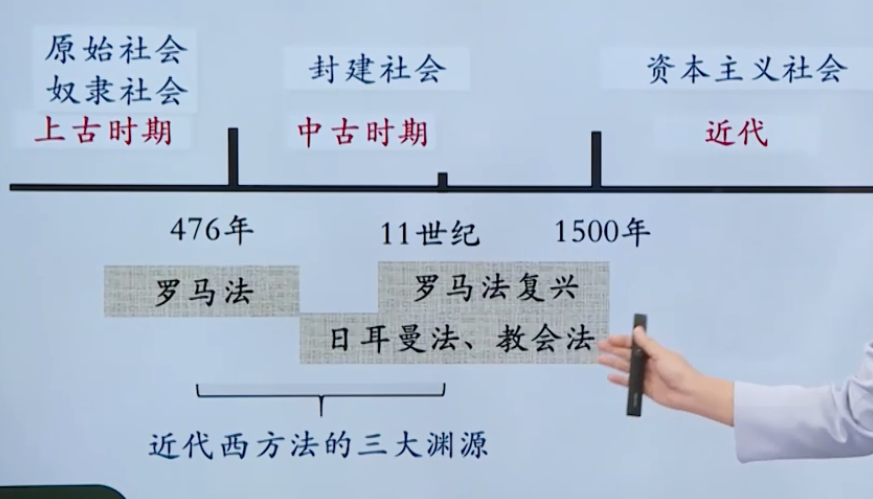 原始社会
奴隶社会
封建社会
资本主义社会
上古时期
中古时期
近代
476年
11世纪
1500年
罗马法
罗马法复兴
日耳曼法、教会法
近代西方法的三大渊源